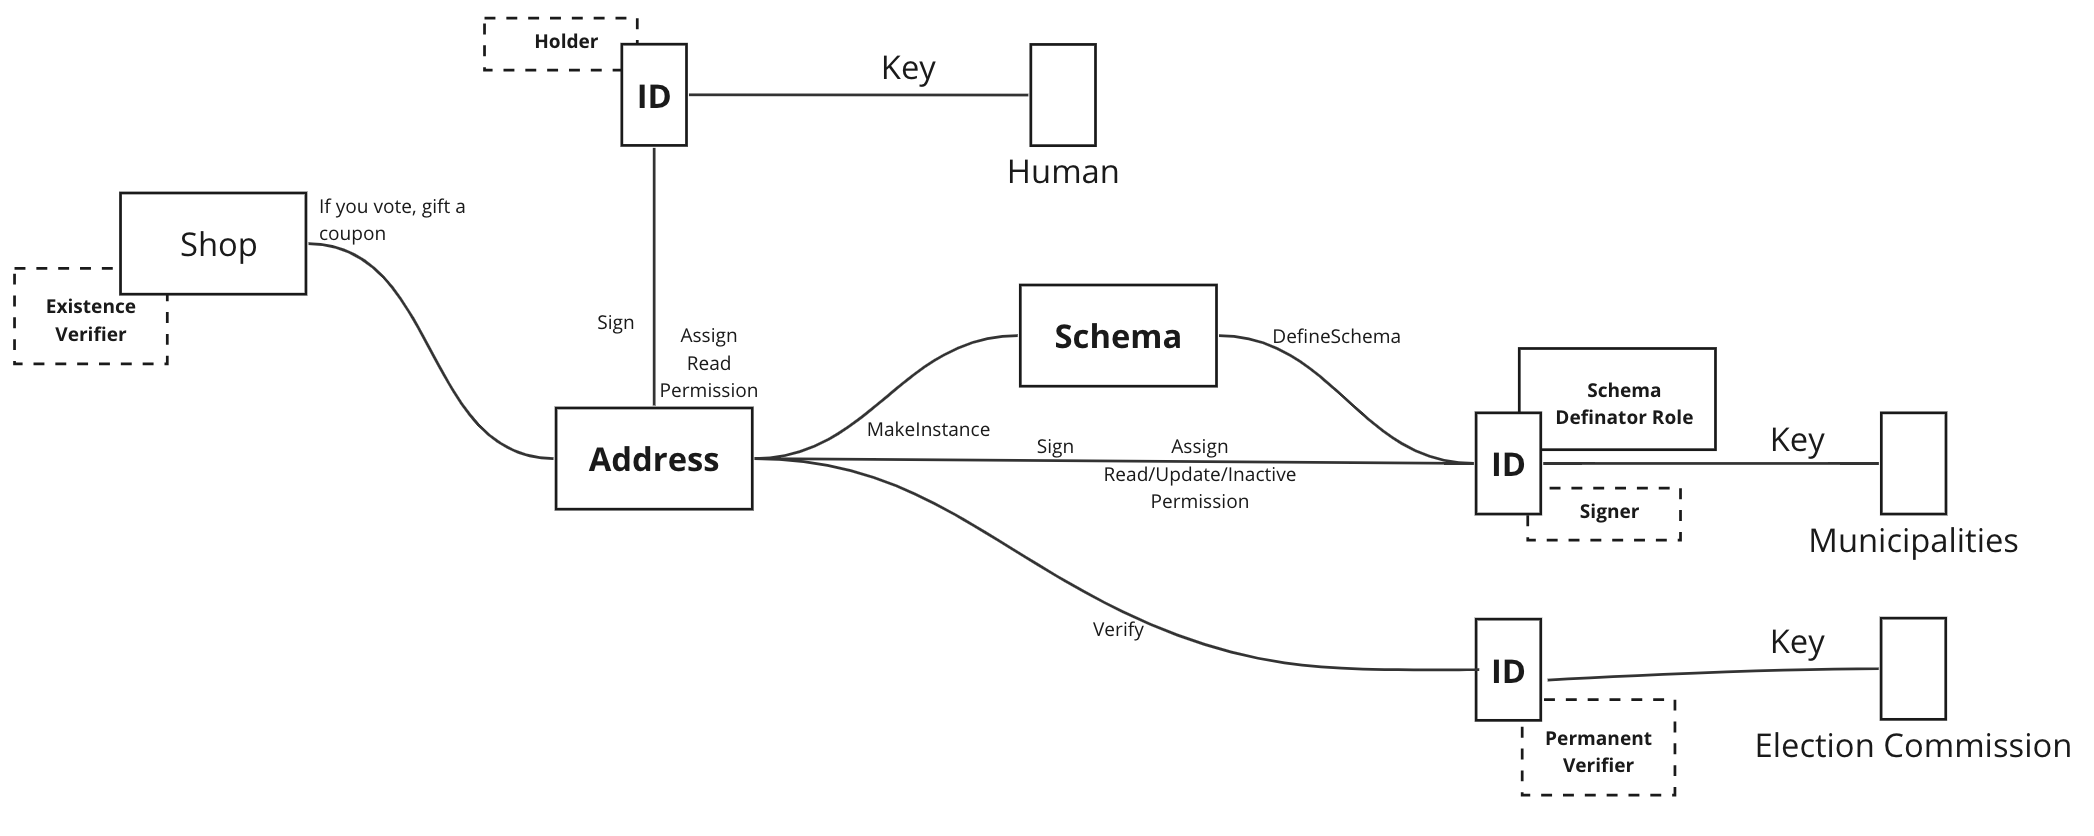 Holder
ID
Key
Human
Shop
If you vote, gift a
coupon
Existence
Verifier
Sign
Assign
Read
Permission
Schema
DefineSchema
Schema
Definator Role
Address
MakeInstance
Sign
Assign
Read/Update/Inactive
Permission
ID
Key
Signer
Municipalities
Verify
ID
Key
Permanent
Verifier
Election Commission